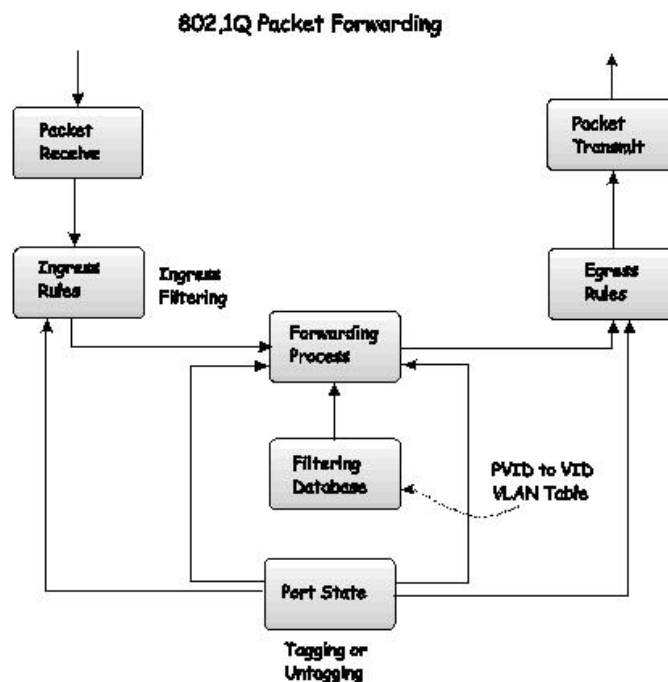 802,1Q Packet Forwarding
Packet
Receive
Packet
Transmit
Ingress
Rules
Ingress
Filtering
Egress
Rules
Forwarding
Process
Filtering
Database
PVID to VID
VLAN Table
Port State
Tagging or
Untagging